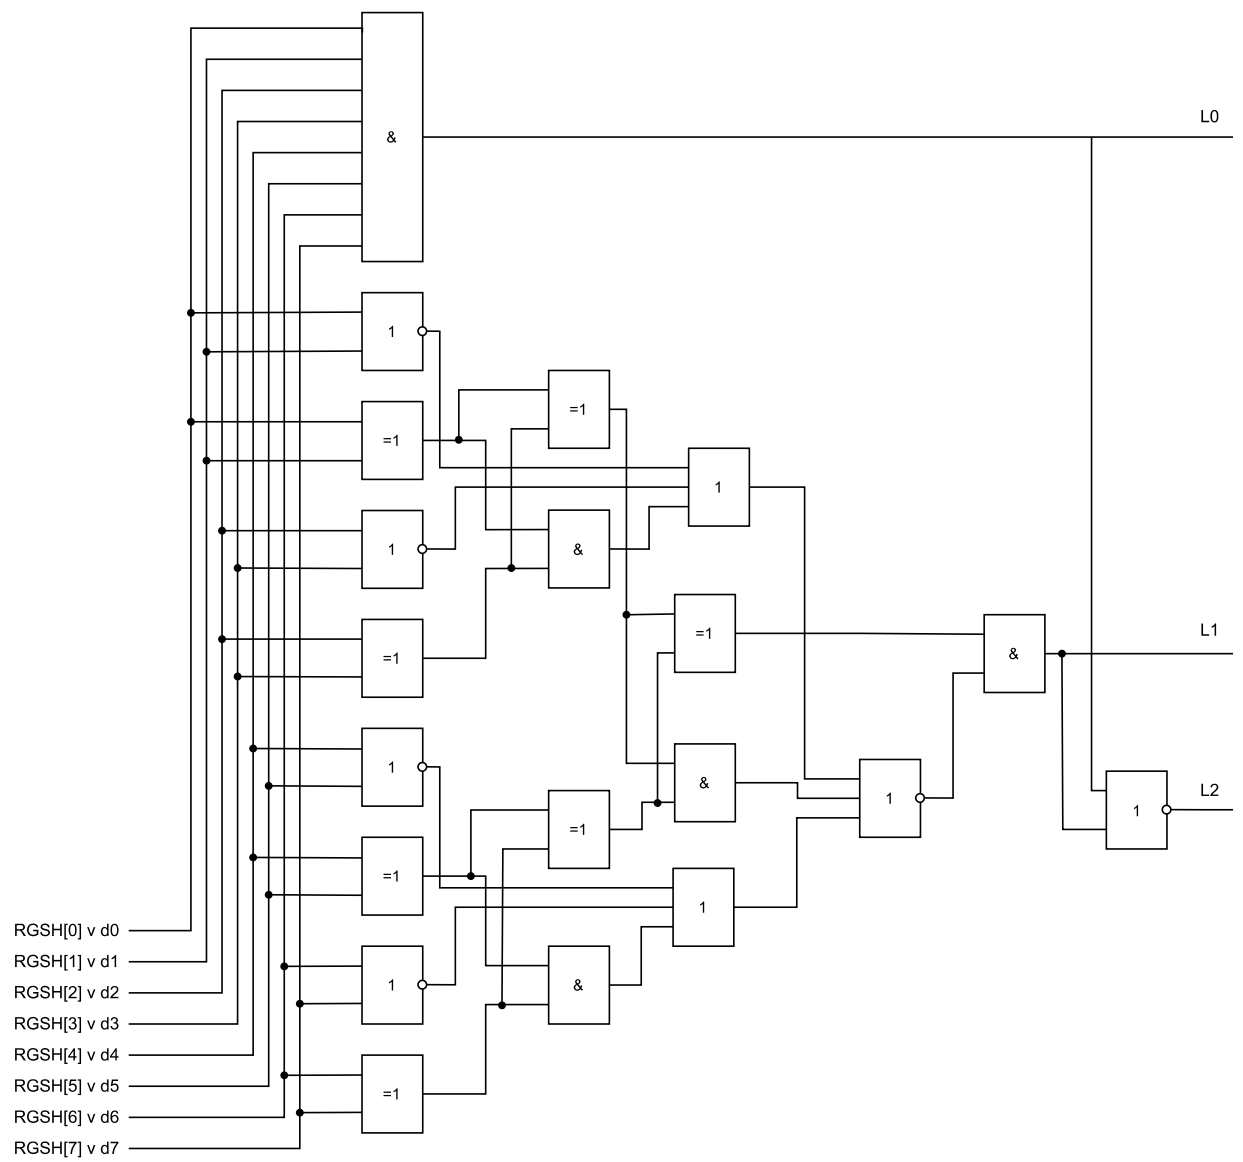 &
L0
1
=1
=1
1
1
=1
&
=1
L1
&
=1
1
&
L2
1
1
=1
=1
1
RGSH[0] v d0
RGSH[1] v d1
1
&
RGSH[2] v d2
RGSH[3] v d3
RGSH[4] v d4
RGSH[5] v d5
=1
RGSH[6] v d6
RGSH[7] v d7